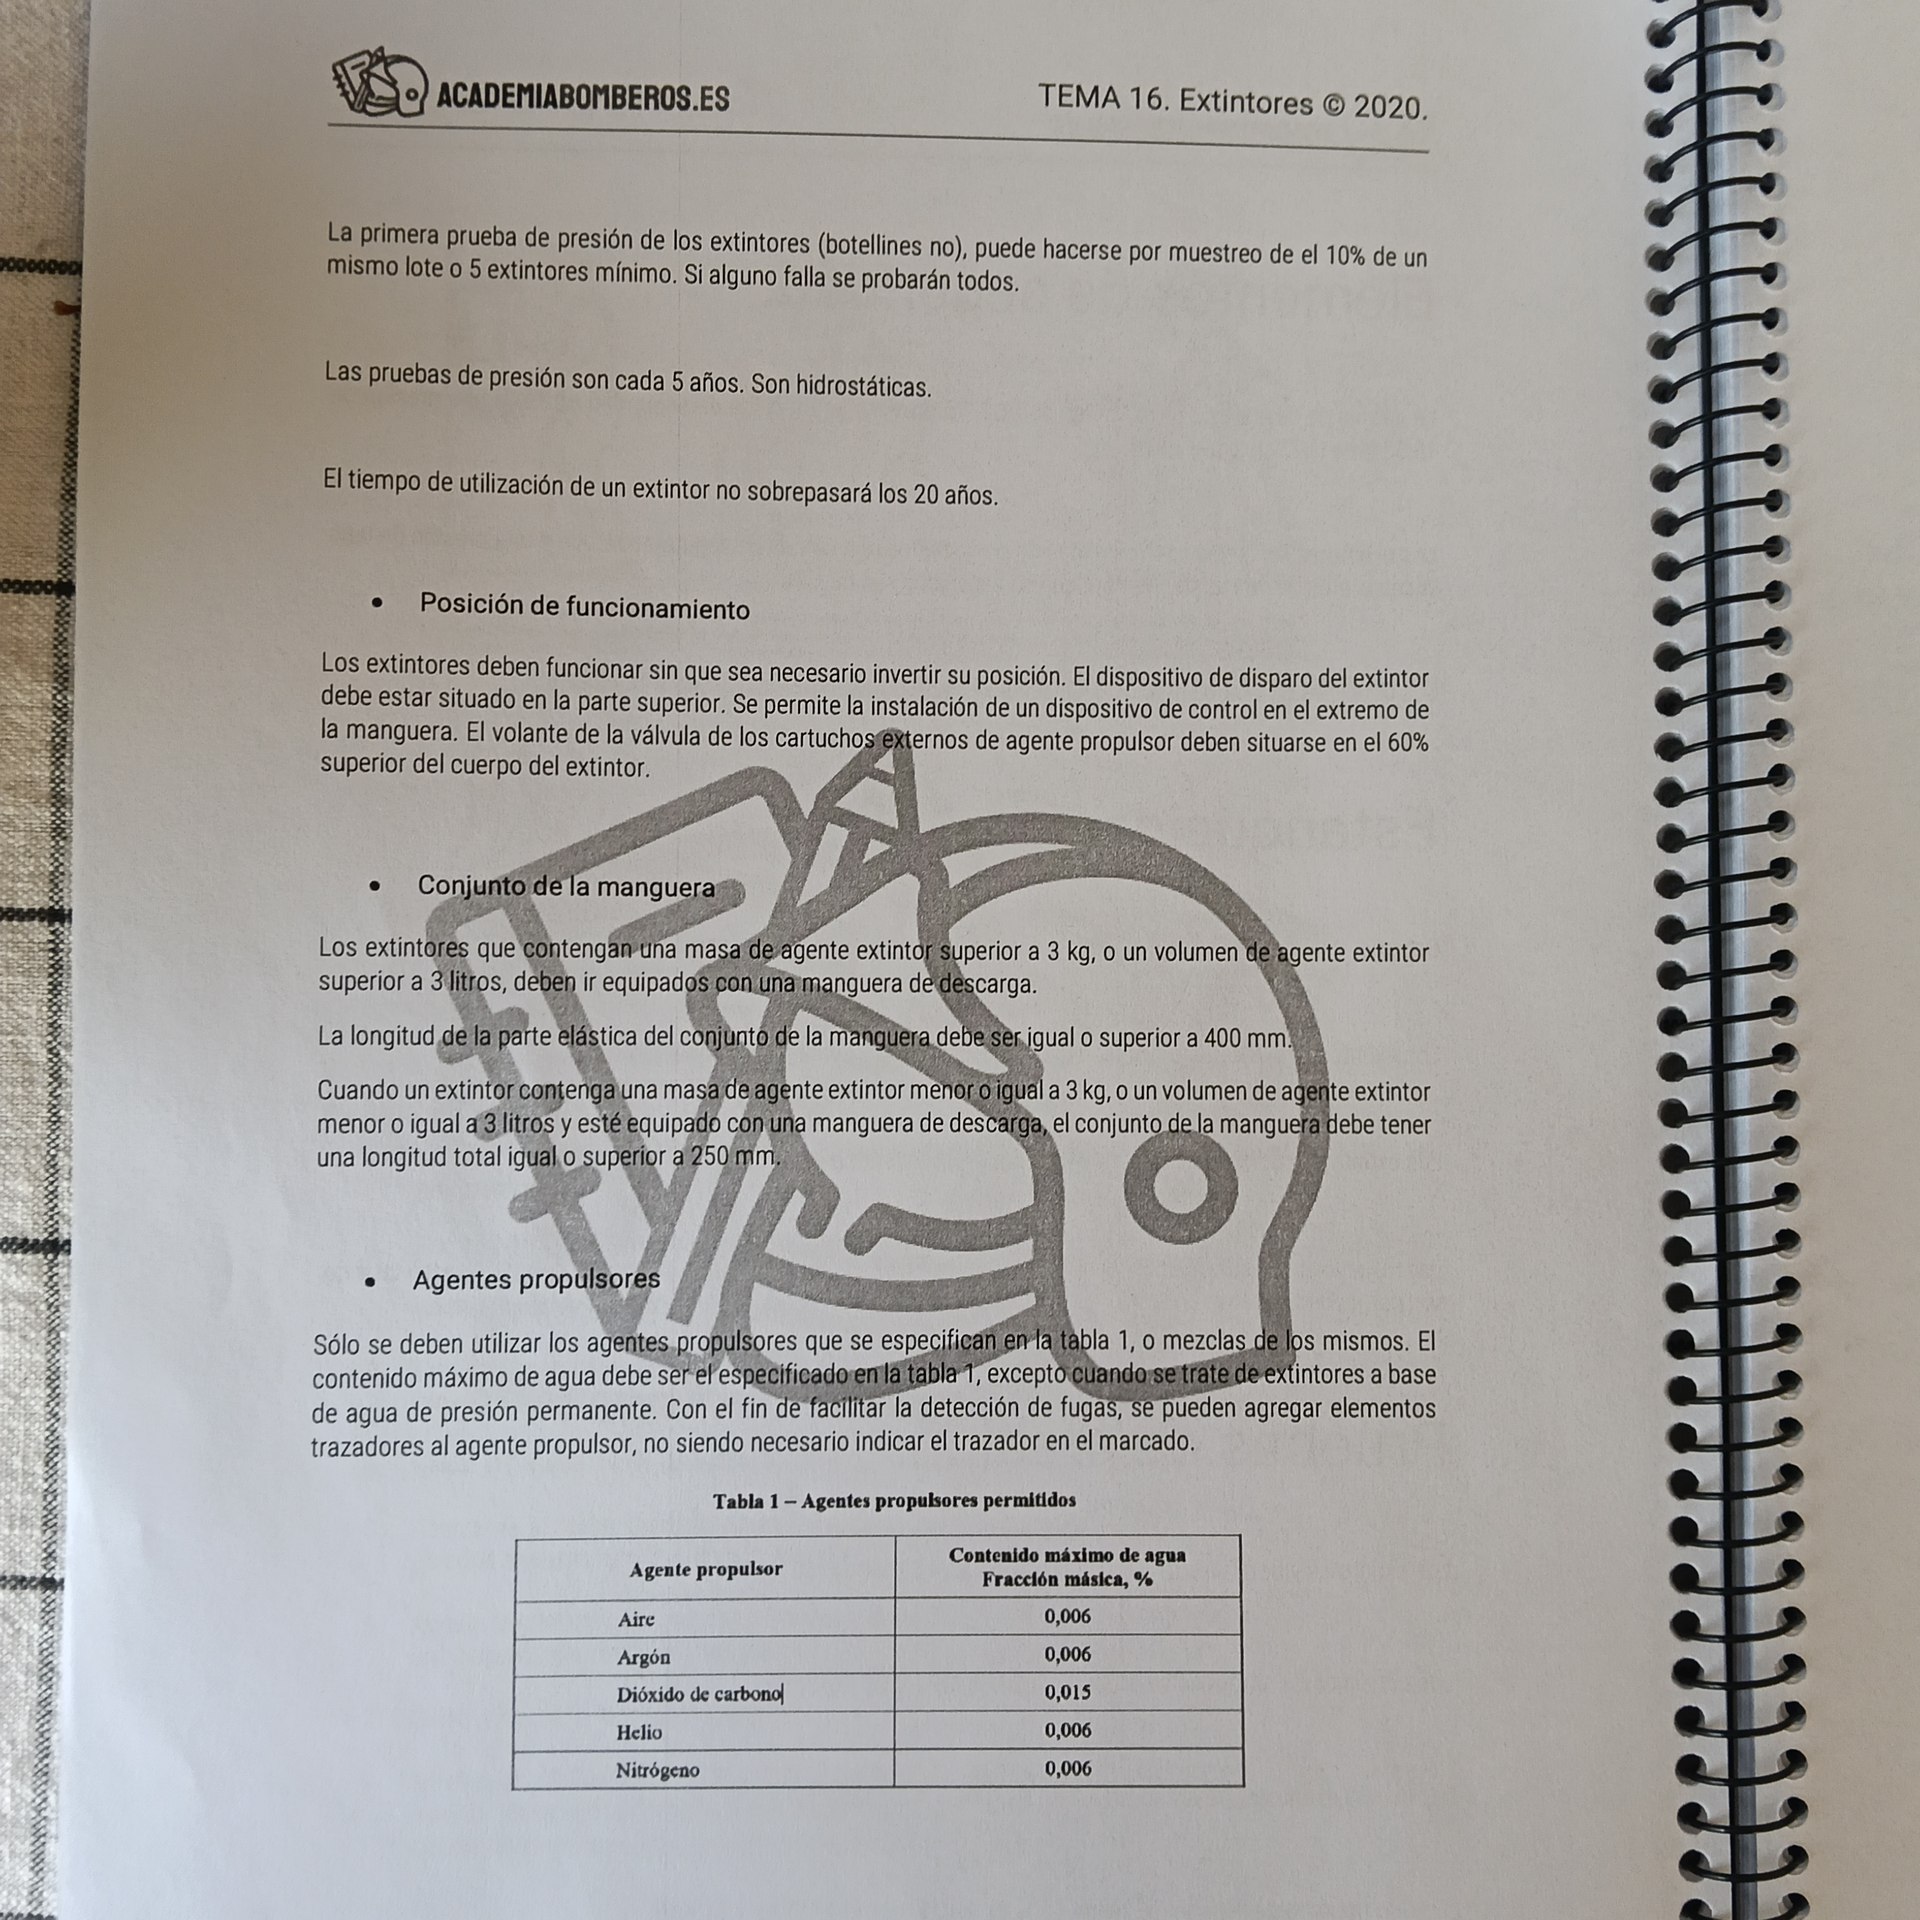 ACADEMIABOMBEROS.ES
TEMA 16. Extintores © 2020.
La primera prueba de presión de los extintores (botellines no), puede hacerse por muestreo de el 10% de un
mismo lote o 5 extintores mínimo. Si alguno falla se probarán todos.
Las pruebas de presión son cada 5 años. Son hidrostáticas.
El tiempo de utilización de un extintor no sobrepasará los 20 años.
• Posición de funcionamiento
Los extintores deben funcionar sin que sea necesario invertir su posición. El dispositivo de disparo del extintor
debe estar situado en la parte superior. Se permite la instalación de un dispositivo de control en el extremo de
la manguera. El volante de la válvula de los cartuchos externos de agente propulsor deben situarse en el 60%
superior del cuerpo del extintor.
• Conjunto de la manguera
Los extintores que contengan una masa de agente extintor superior a 3 kg, o un volumen de agente extintor
superior a 3 litros, deben ir equipados con una manguera de descarga.
La longitud de la parte elástica del conjunto de la manguera debe ser igual o superior a 400 mm.
Cuando un extintor contenga una masa de agente extintor menor o igual a 3 kg, o un volumen de agente extintor
menor o igual a 3 litros y esté equipado con una manguera de descarga, el conjunto de la manguera debe tener
una longitud total igual o superior a 250 mm.
• Agentes propulsores
Sólo se deben utilizar los agentes propulsores que se especifican en la tabla 1, o mezclas de los mismos. El
contenido máximo de agua debe ser el especificado en la tabla 1, excepto cuando se trate de extintores a base
de agua de presión permanente. Con el fin de facilitar la detección de fugas, se pueden agregar elementos
trazadores al agente propulsor, no siendo necesario indicar el trazador en el marcado.
Tabla 1 – Agentes propulsores permitidos
Agente propulsor
Contenido máximo de agua
Fracción másica, %
Aire 0,006
Argón 0,006
Dióxido de carbono 0,015
Helio 0,006
Nitrógeno 0,006